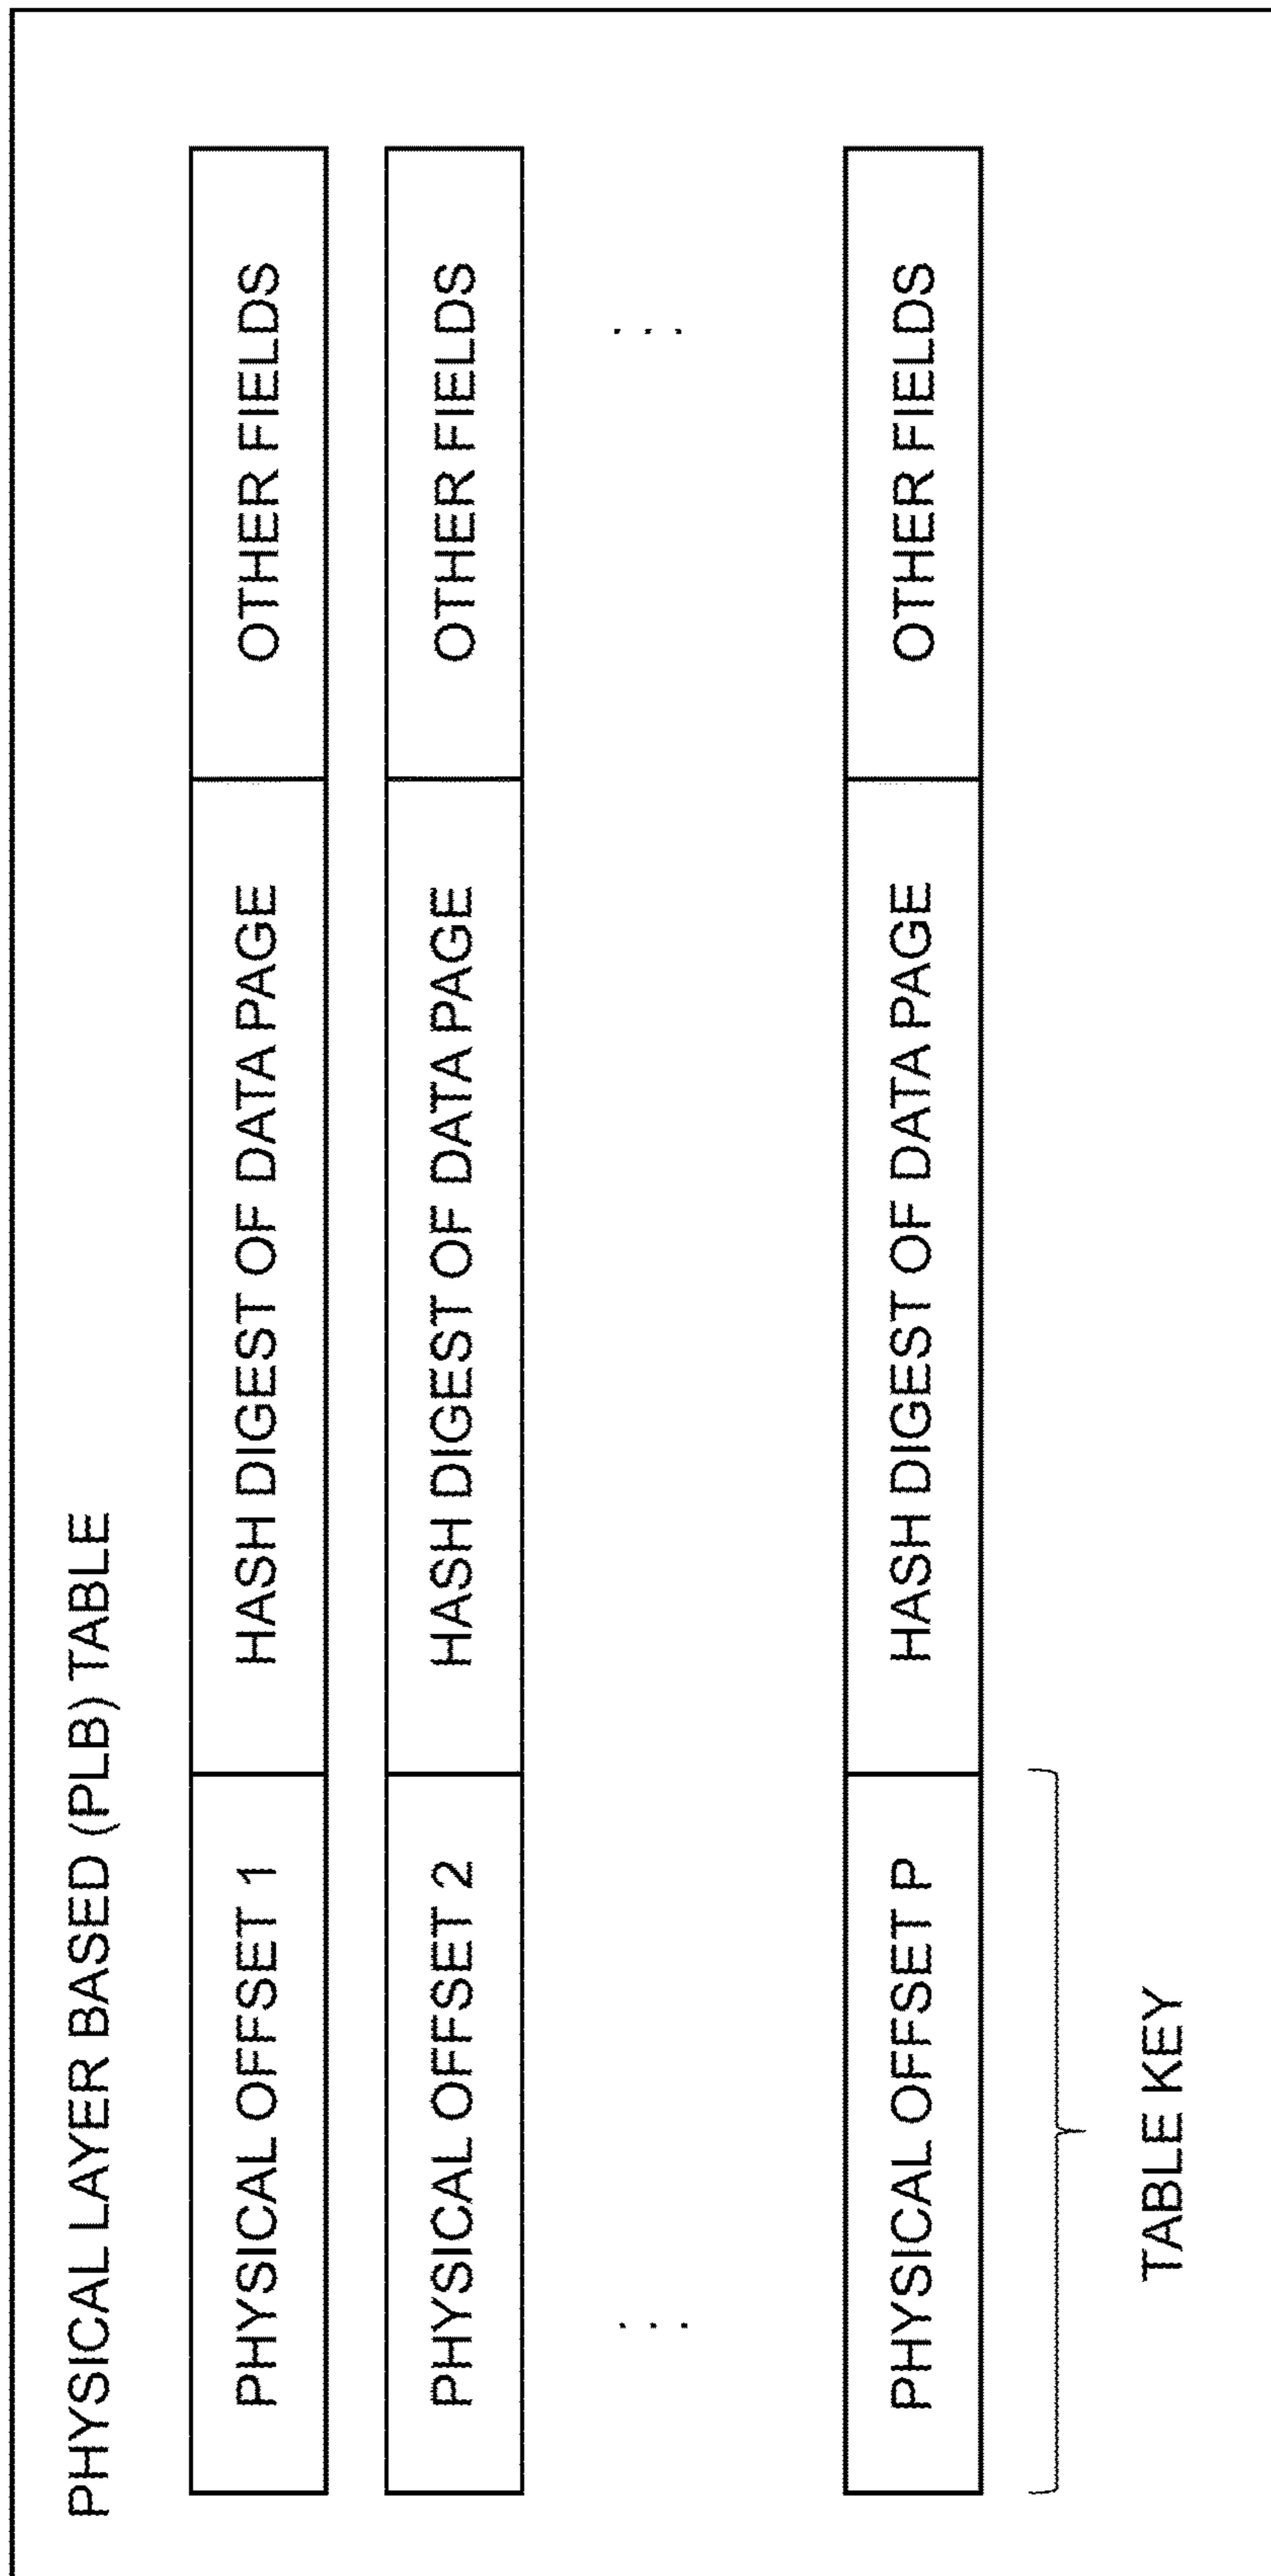 PHYSICAL LAYER BASED (PLB) TABLE
PHYSICAL OFFSET 1 HASH DIGEST OF DATA PAGE OTHER FIELDS
PHYSICAL OFFSET 2 HASH DIGEST OF DATA PAGE OTHER FIELDS
. . . . . .
PHYSICAL OFFSET P HASH DIGEST OF DATA PAGE OTHER FIELDS
TABLE KEY